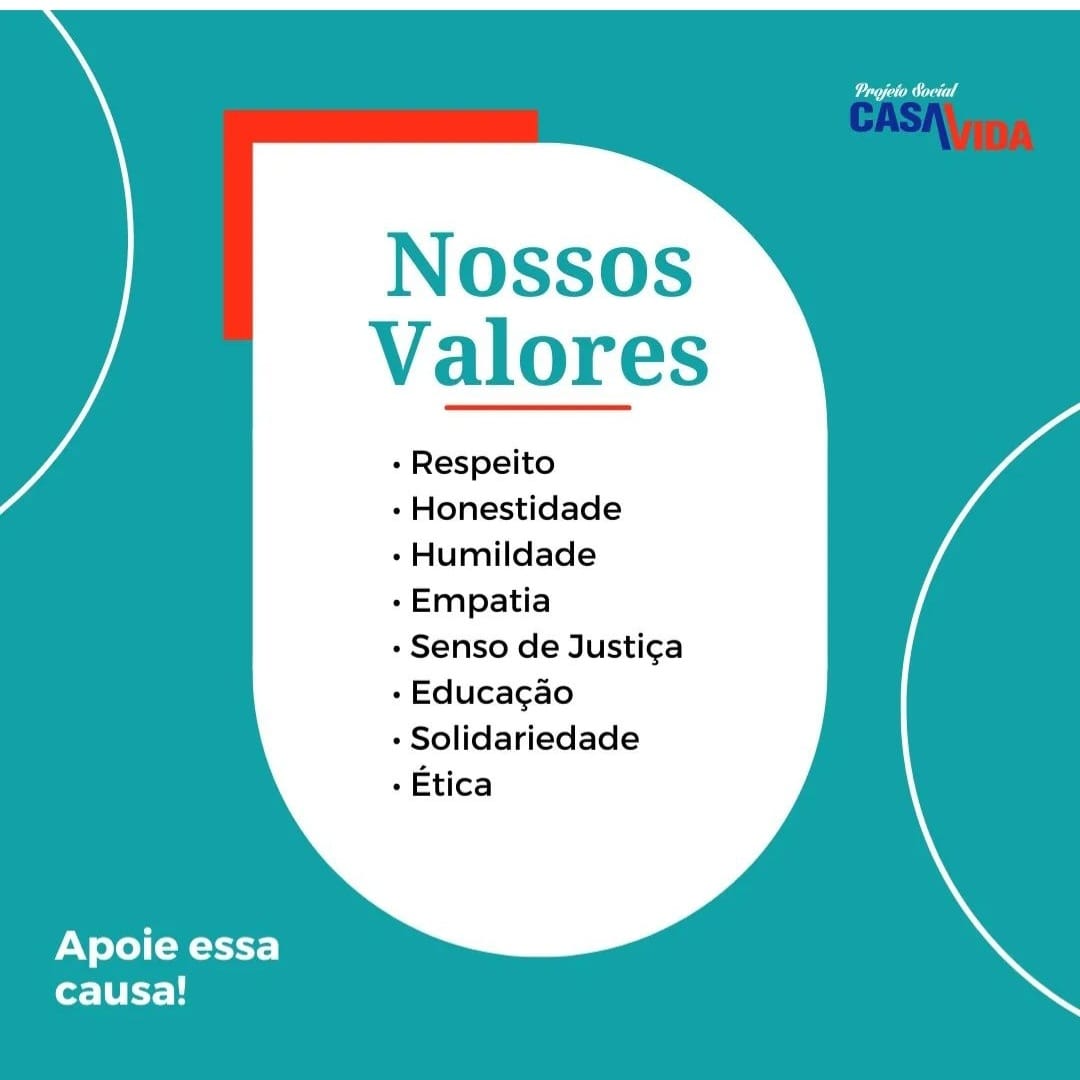 Projeto Social
CASA VIDA
Nossos
Valores
• Respeito
• Honestidade
• Humildade
• Empatia
• Senso de Justiça
• Educação
• Solidariedade
• Ética
Apoie essa
causa!